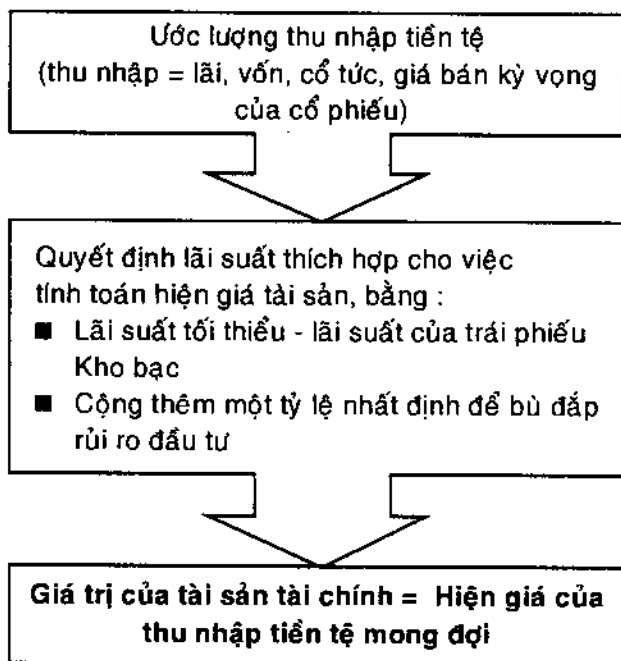 Ước lượng thu nhập tiền tệ
(thu nhập = lãi, vốn, cổ tức, giá bán kỳ vọng
của cổ phiếu)
Quyết định lãi suất thích hợp cho việc
tính toán hiện giá tài sản, bằng :
■ Lãi suất tối thiểu - lãi suất của trái phiếu
Kho bạc
■ Cộng thêm một tỷ lệ nhất định để bù đắp
rủi ro đầu tư
Giá trị của tài sản tài chính = Hiện giá của
thu nhập tiền tệ mong đợi